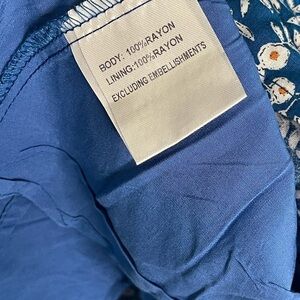 BODY: 100%RAYON
LINING:100%RAYON
EXCLUDING EMBELLISHMENTS